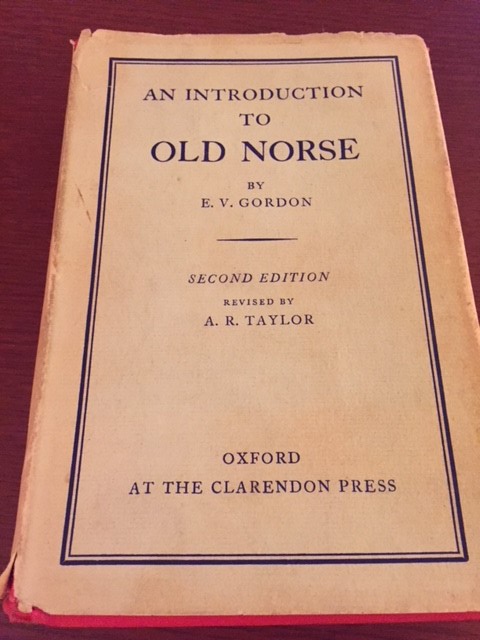 AN INTRODUCTION
TO
OLD NORSE
BY
E. V. GORDON
SECOND EDITION
REVISED BY
A. R. TAYLOR
OXFORD
AT THE CLARENDON PRESS